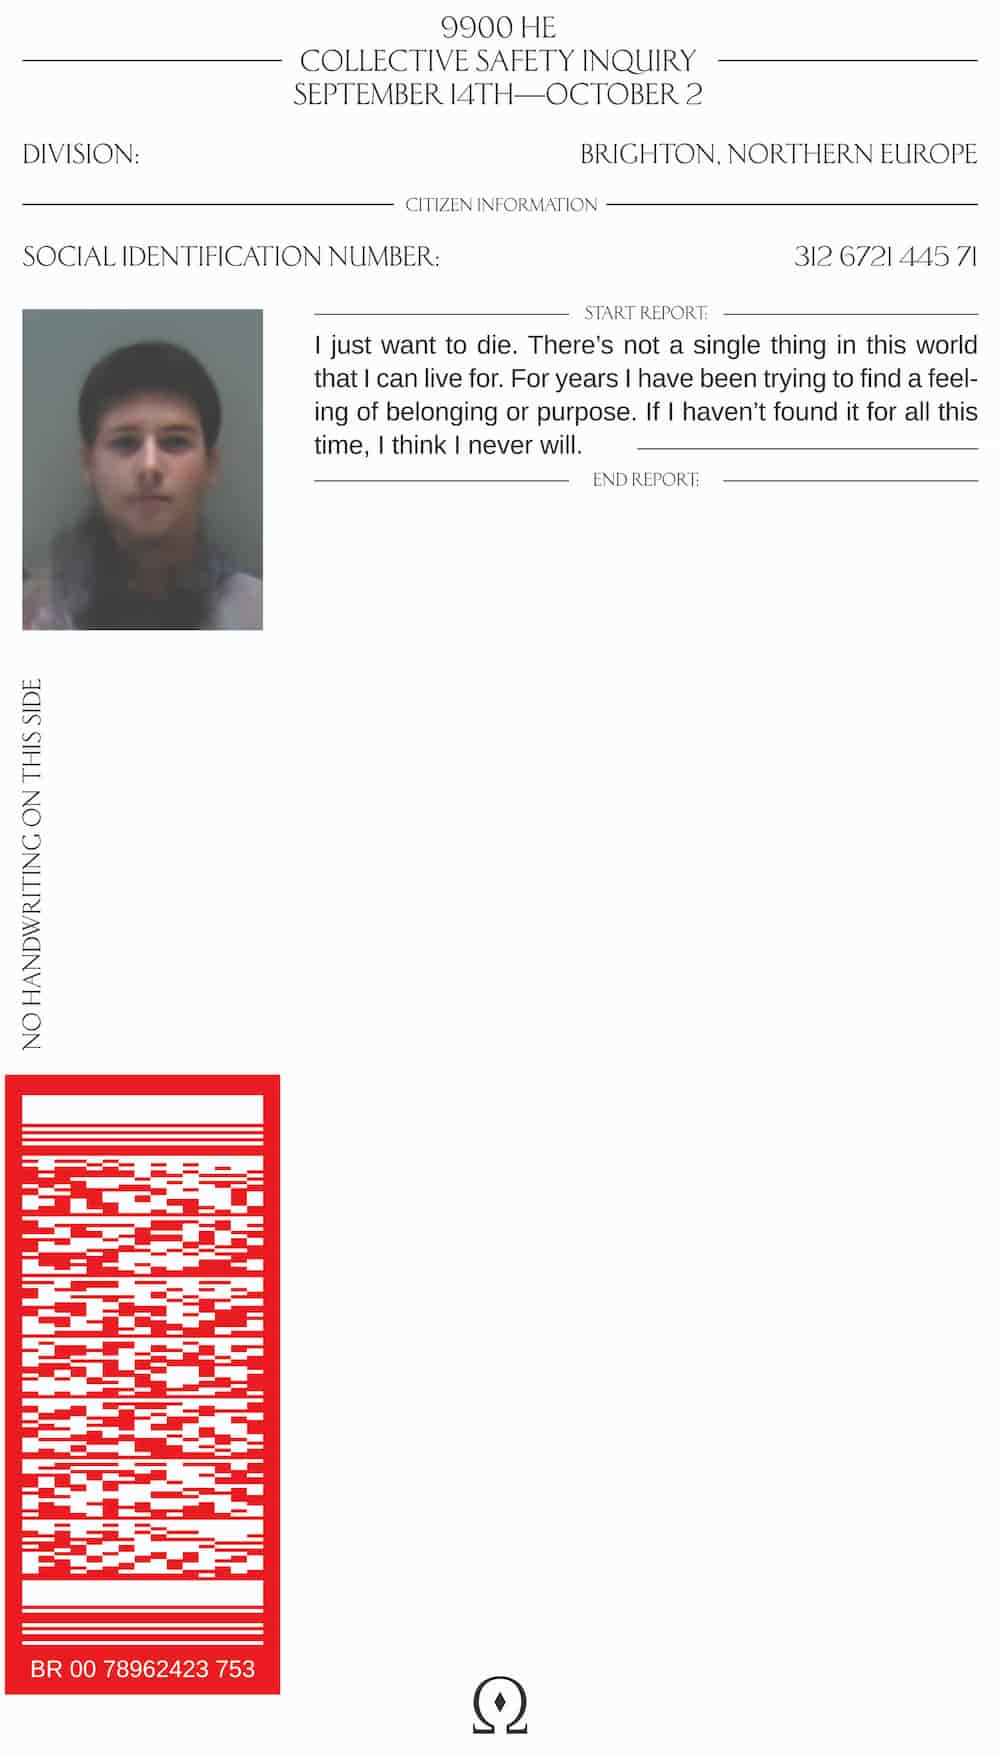 9900 HE
COLLECTIVE SAFETY INQUIRY
SEPTEMBER 14TH—OCTOBER 2
DIVISION: BRIGHTON, NORTHERN EUROPE
CITIZEN INFORMATION
SOCIAL IDENTIFICATION NUMBER: 312 6721 445 71
START REPORT:
I just want to die. There’s not a single thing in this world
that I can live for. For years I have been trying to find a feel-
ing of belonging or purpose. If I haven’t found it for all this
time, I think I never will.
END REPORT:
NO HANDWRITING ON THIS SIDE
BR 00 78962423 753